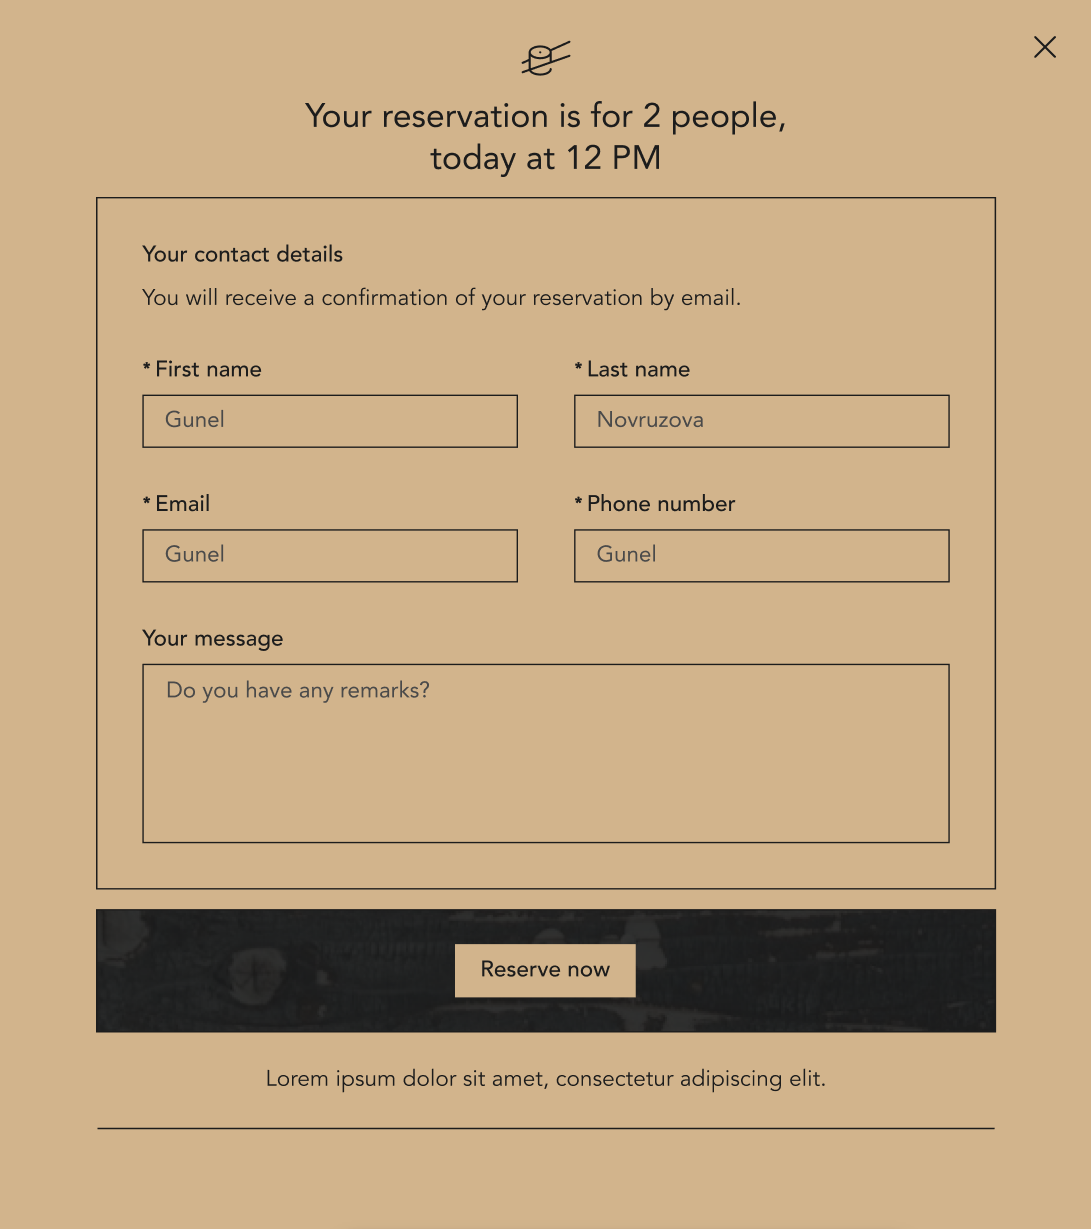 Your reservation is for 2 people,
today at 12 PM
Your contact details
You will receive a confirmation of your reservation by email.
* First name
* Last name
Gunel
Novruzova
* Email
* Phone number
Gunel
Gunel
Your message
Do you have any remarks?
Reserve now
Lorem ipsum dolor sit amet, consectetur adipiscing elit.